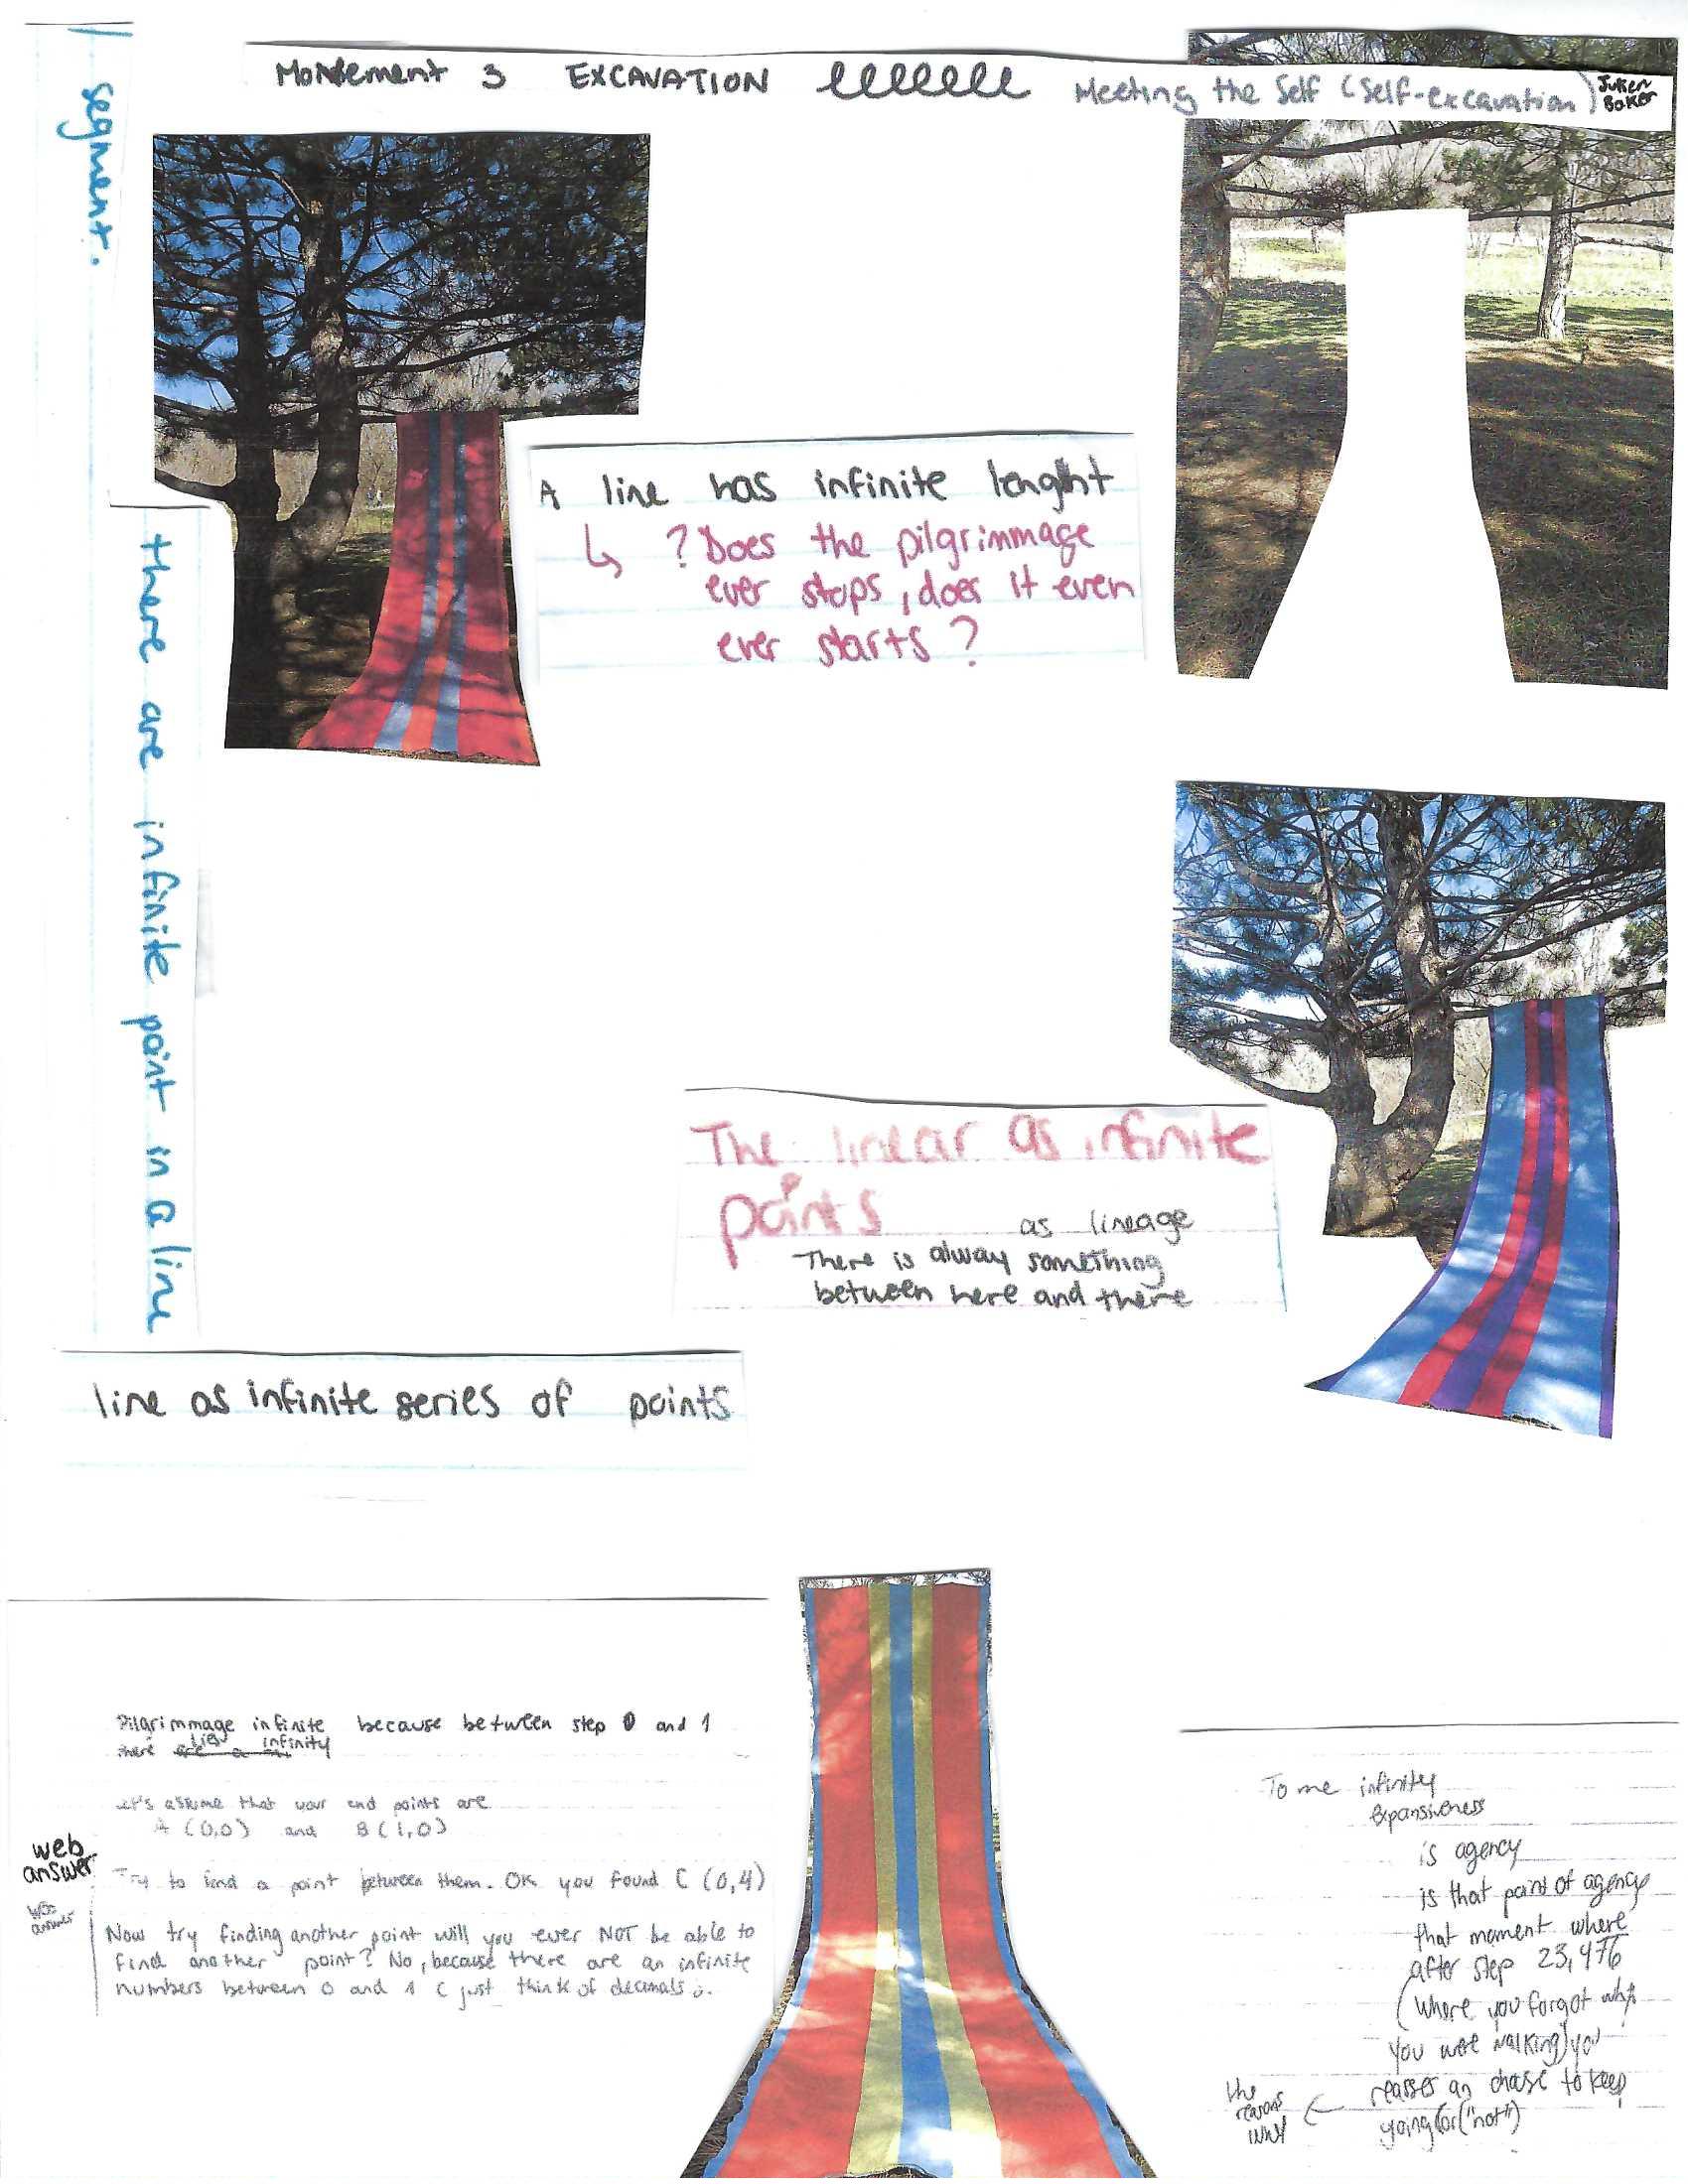 Movement 3 EXCAVATION Meeting the Self (Self-excavation) Julien Baker
segment.
A line has infinite lenght
↳ ? Does the pilgrimmage
ever stops, does it even
ever starts ?
there are infinite point in a line
The linear as infinite
points as lineage
There is alway something
between here and there
line as infinite series of points
Pilgrimmage infinite because between step 0 and 1
there lies infinity
Let's assume that your end points are
A (0,0) and B (1,0)
web
answer
Try to find a point between them. OK you found C (0,4)
web
answer
Now try finding another point will you ever NOT be able to
find another point? No, because there are an infinite
numbers between 0 and 1 ( just think of decimals ;.
To me infinity
Expansiveness
is agency
is that point of agency
that moment where
after step 23,476
(where you forgot why
you were walking) you
reasses an chose to keep
going (or ("not")
the
reasons
why